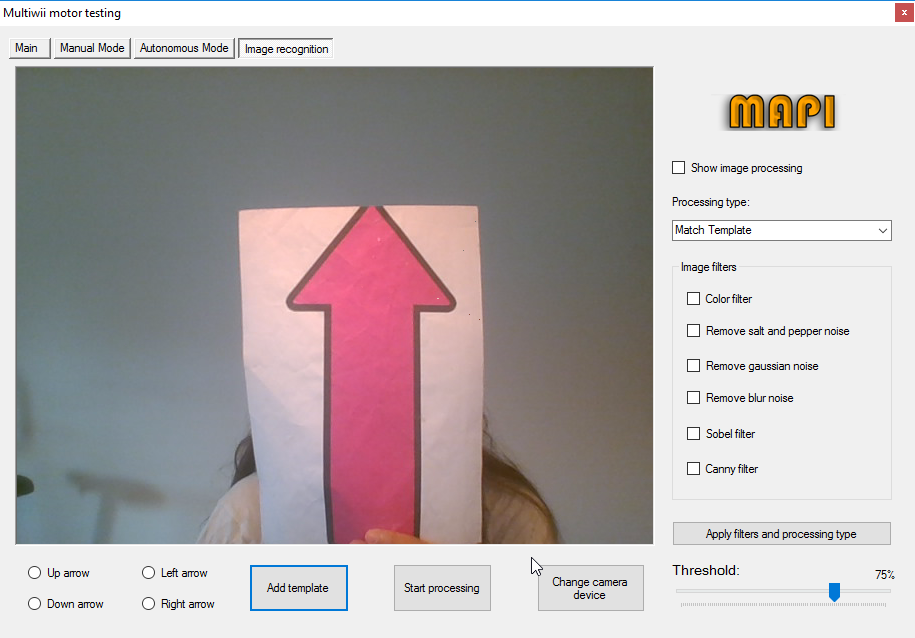 Multiwii motor testing
x
Main
Manual Mode
Autonomous Mode
Image recognition
MAPI
Show image processing
Processing type:
Match Template
Image filters
Color filter
Remove salt and pepper noise
Remove gaussian noise
Remove blur noise
Sobel filter
Canny filter
Apply filters and processing type
Threshold:
75%
Up arrow
Left arrow
Down arrow
Right arrow
Add template
Start processing
Change camera
device